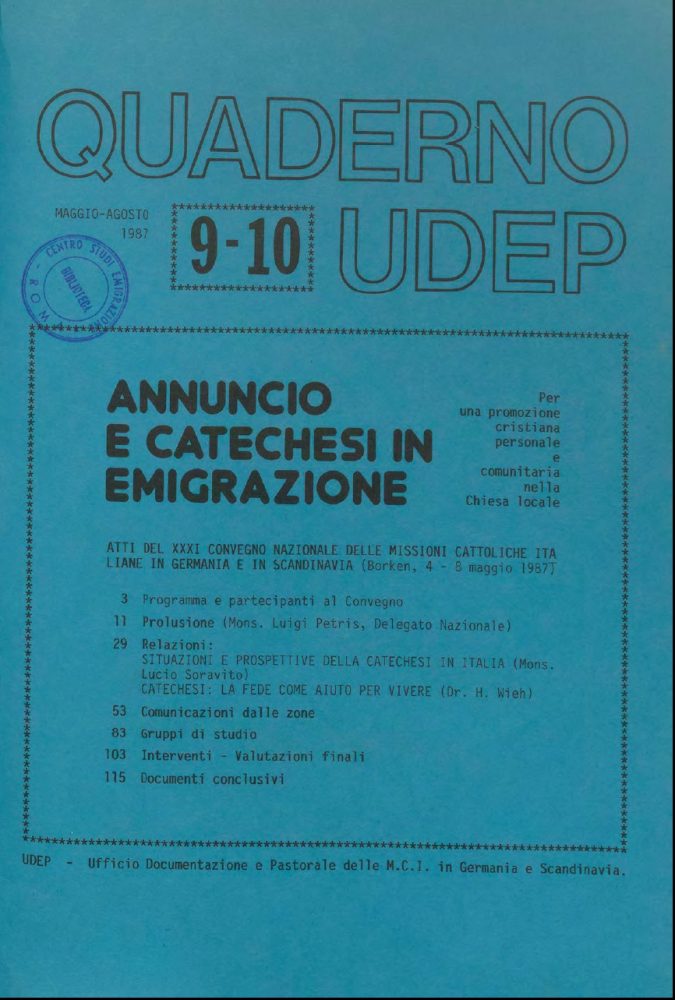 QUADERNO
UDEP
MAGGIO-AGOSTO
1987
9-10
CENTRO STUDI EMIGRAZIONE - ROMA
BIBLIOTECA
ANNUNCIO
E CATECHESI IN
EMIGRAZIONE
Per
una promozione
cristiana
personale
e
comunitaria
nella
Chiesa locale
ATTI DEL XXXI CONVEGNO NAZIONALE DELLE MISSIONI CATTOLICHE ITA
LIANE IN GERMANIA E IN SCANDINAVIA (Borken, 4 - 8 maggio 1987)
3 Programma e partecipanti al Convegno
11 Prolusione (Mons. Luigi Petris, Delegato Nazionale)
29 Relazioni:
SITUAZIONI E PROSPETTIVE DELLA CATECHESI IN ITALIA (Mons.
Lucio Soravito)
CATECHESI: LA FEDE COME AIUTO PER VIVERE (Dr. H. Wieh)
53 Comunicazioni dalle zone
83 Gruppi di studio
103 Interventi - Valutazioni finali
115 Documenti conclusivi
UDEP - Ufficio Documentazione e Pastorale delle M.C.I. in Germania e Scandinavia.